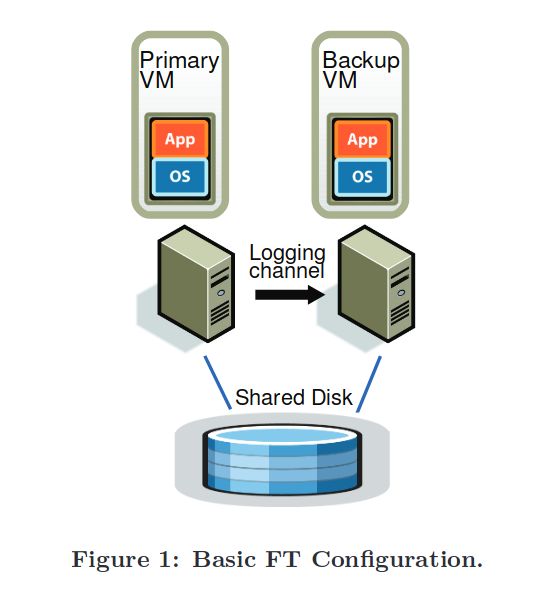 Primary
VM
Backup
VM
App
OS
App
OS
Logging
channel
Shared Disk
Figure 1: Basic FT Configuration.